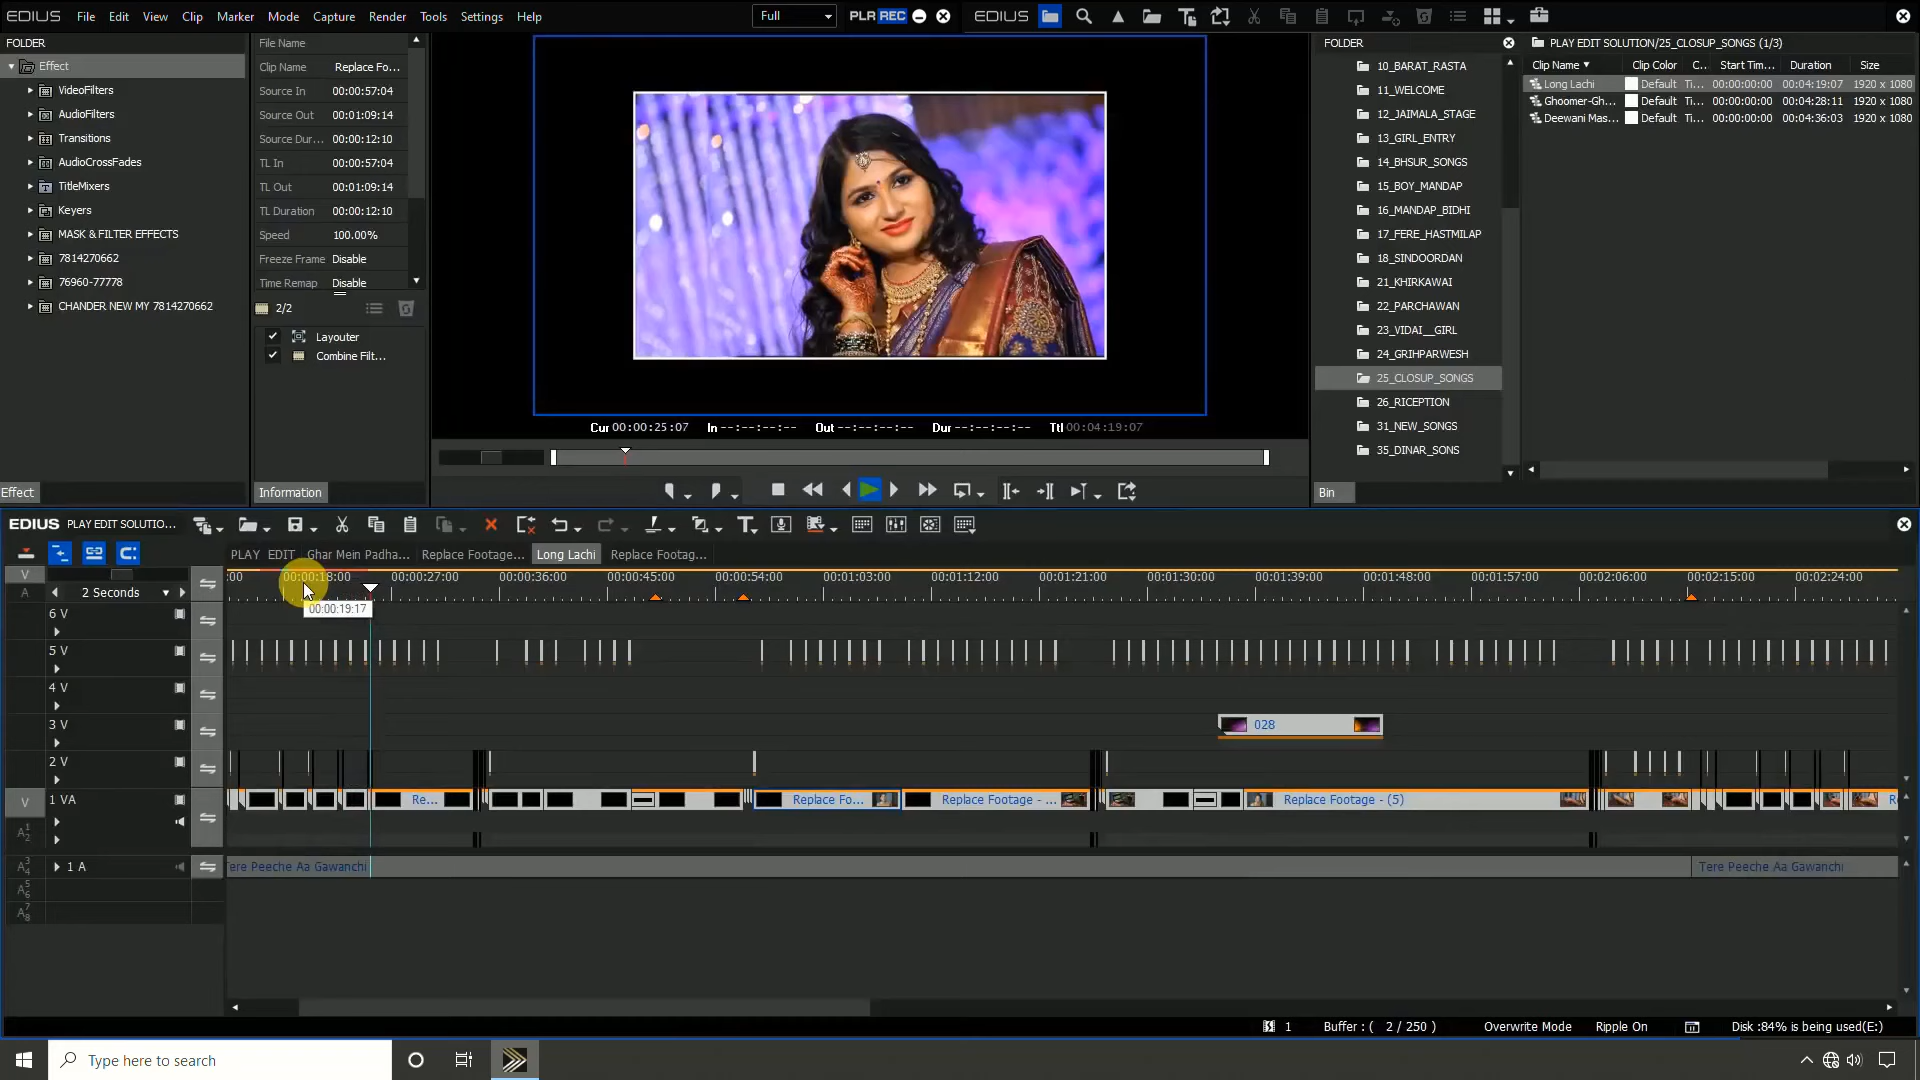 EDIUS File Edit View Clip Marker Mode Capture Render Tools Settings Help
Full PLR REC EDIUS
FOLDER
Effect
VideoFilters
AudioFilters
Transitions
AudioCrossFades
TitleMixers
Keyers
MASK & FILTER EFFECTS
7814270662
76960-77778
CHANDER NEW MY 7814270662
Effect
File Name
Clip Name Replace Fo...
Source In 00:00:57:04
Source Out 00:01:09:14
Source Dur... 00:00:12:10
TL In 00:00:57:04
TL Out 00:01:09:14
TL Duration 00:00:12:10
Speed 100.00%
Freeze Frame Disable
Time Remap Disable
2/2
Layouter
Combine Filt...
Information
Cur 00:00:25:07 In --:--:--:-- Out --:--:--:-- Dur --:--:--:-- Ttl 00:04:19:07
FOLDER
10_BARAT_RASTA
11_WELCOME
12_JAIMALA_STAGE
13_GIRL_ENTRY
14_BHSUR_SONGS
15_BOY_MANDAP
16_MANDAP_BIDHI
17_FERE_HASTMILAP
18_SINDOORDAN
21_KHIRKAWAI
22_PARCHAWAN
23_VIDAI__GIRL
24_GRIHPARWESH
25_CLOSUP_SONGS
26_RICEPTION
31_NEW_SONGS
35_DINAR_SONS
Bin
PLAY EDIT SOLUTION/25_CLOSUP_SONGS (1/3)
Clip Name Clip Color C... Start Tim... Duration Size
Long Lachi Default Ti... 00:00:00:00 00:04:19:07 1920 x 1080
Ghoomer-Gh... Default Ti... 00:00:00:00 00:04:28:11 1920 x 1080
Deewani Mas... Default Ti... 00:00:00:00 00:04:36:03 1920 x 1080
EDIUS PLAY EDIT SOLUTIO...
PLAY EDIT Ghar Mein Padha... Replace Footage... Long Lachi Replace Footag...
V :00 00:00:18:00 00:00:27:00 00:00:36:00 00:00:45:00 00:00:54:00 00:01:03:00 00:01:12:00 00:01:21:00 00:01:30:00 00:01:39:00 00:01:48:00 00:01:57:00 00:02:06:00 00:02:15:00 00:02:24:00
A 2 Seconds
00:00:19:17
6 V
5 V
4 V
3 V 028
2 V
V 1 VA Re... Replace Fo... Replace Footage - ... Replace Footage - (5)
A1 2
A3 4 1 A Tere Peeche Aa Gawanchi Tere Peeche Aa Gawanchi
A5 6
A7 8
1 Buffer : ( 2 / 250 ) Overwrite Mode Ripple On Disk :84% is being used(E:)
Type here to search